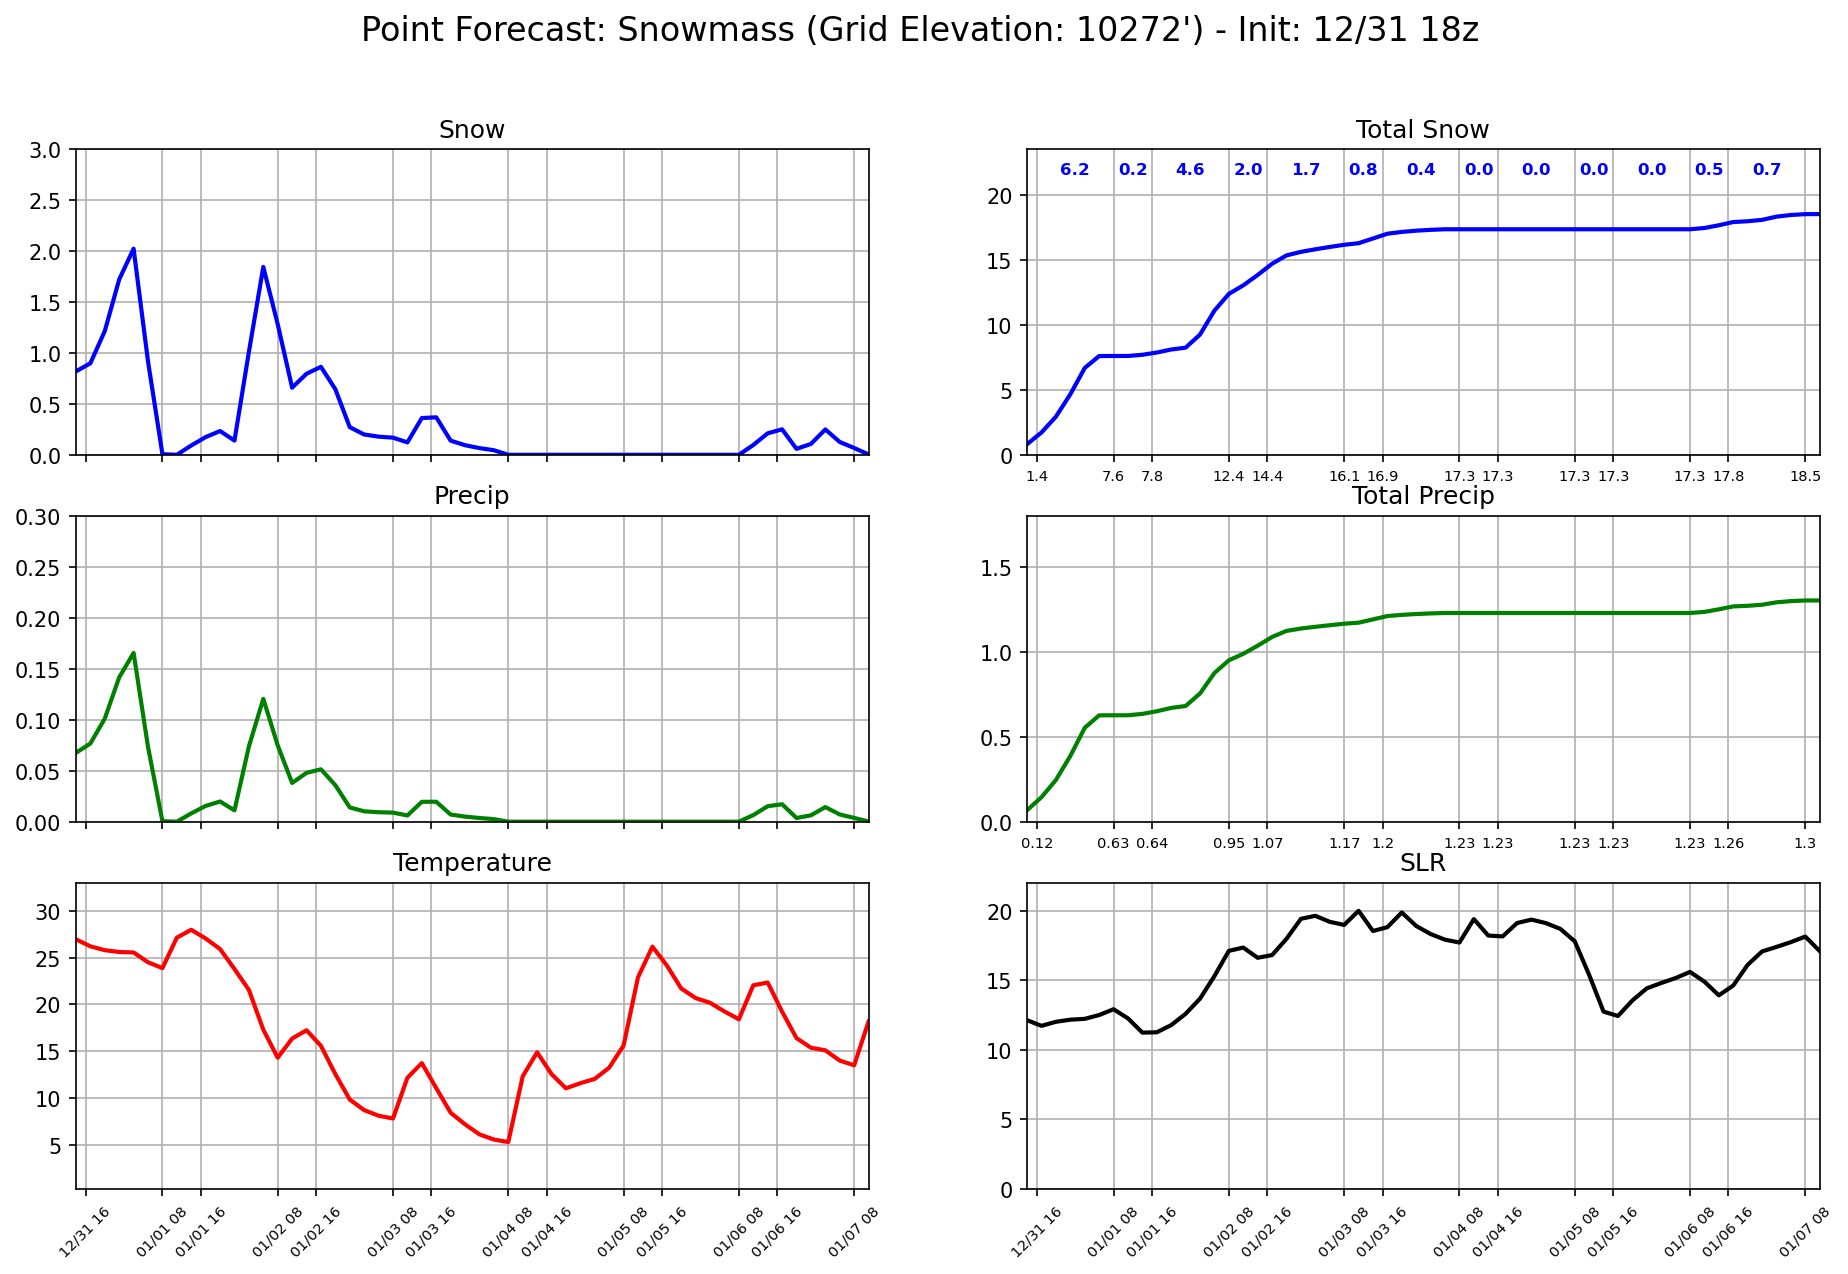 Point Forecast: Snowmass (Grid Elevation: 10272') - Init: 12/31 18z
Snow
3.0
2.5
2.0
1.5
1.0
0.5
0.0
Total Snow
6.2 0.2 4.6 2.0 1.7 0.8 0.4 0.0 0.0 0.0 0.0 0.5 0.7
20
15
10
5
0
1.4 7.6 7.8 12.4 14.4 16.1 16.9 17.3 17.3 17.3 17.3 17.3 17.8 18.5
Precip
0.30
0.25
0.20
0.15
0.10
0.05
0.00
Total Precip
1.5
1.0
0.5
0.0
0.12 0.63 0.64 0.95 1.07 1.17 1.2 1.23 1.23 1.23 1.23 1.23 1.26 1.3
Temperature
30
25
20
15
10
5
12/31 16 01/01 08 01/01 16 01/02 08 01/02 16 01/03 08 01/03 16 01/04 08 01/04 16 01/05 08 01/05 16 01/06 08 01/06 16 01/07 08
SLR
20
15
10
5
0
12/31 16 01/01 08 01/01 16 01/02 08 01/02 16 01/03 08 01/03 16 01/04 08 01/04 16 01/05 08 01/05 16 01/06 08 01/06 16 01/07 08